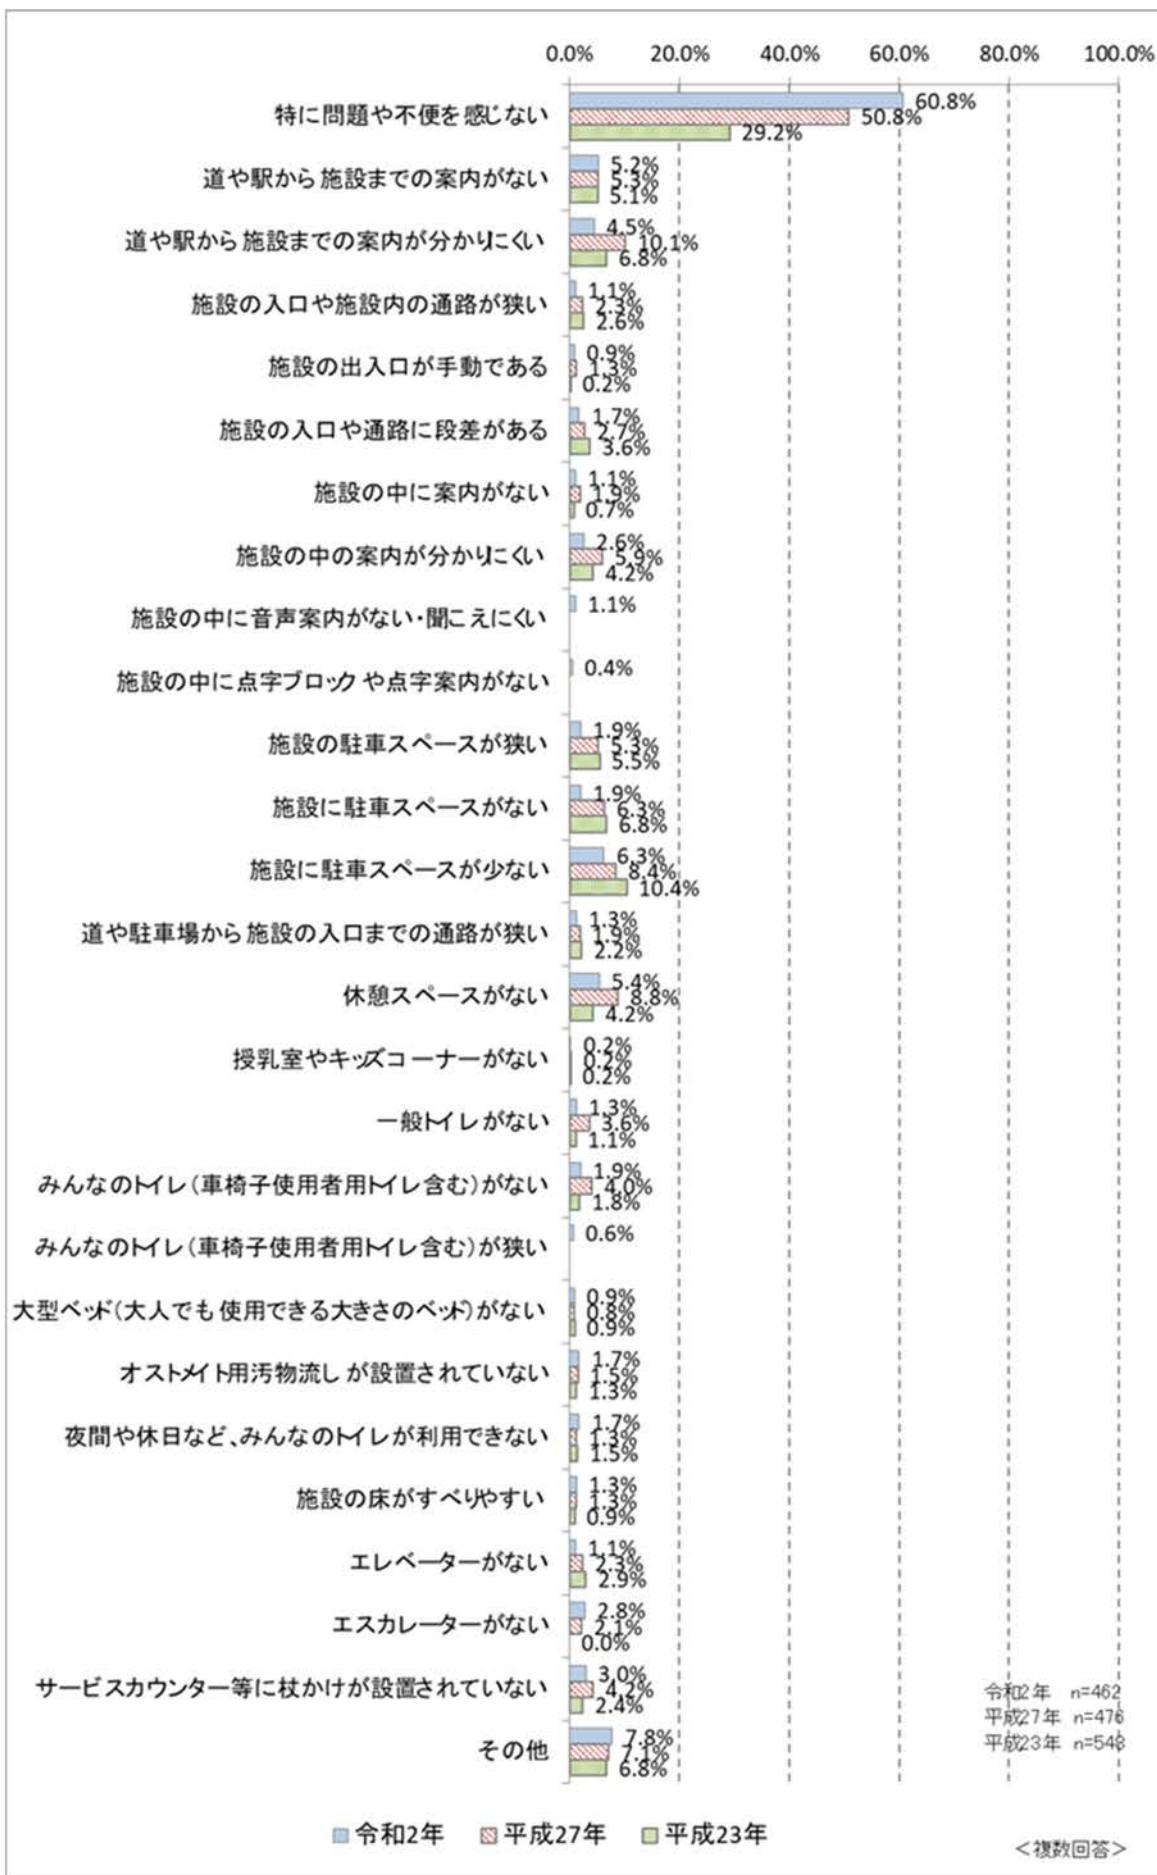 0.0% 20.0% 40.0% 60.0% 80.0% 100.0%
特に問題や不便を感じない
60.8%
50.8%
29.2%
道や駅から施設までの案内がない
5.2%
5.3%
5.1%
道や駅から施設までの案内が分かりにくい
4.5%
10.1%
6.8%
施設の入口や施設内の通路が狭い
1.1%
2.3%
2.6%
施設の出入口が手動である
0.9%
1.3%
0.2%
施設の入口や通路に段差がある
1.7%
2.7%
3.6%
施設の中に案内がない
1.1%
1.9%
0.7%
施設の中の案内が分かりにくい
2.6%
5.9%
4.2%
施設の中に音声案内がない・聞こえにくい
1.1%
施設の中に点字ブロックや点字案内がない
0.4%
施設の駐車スペースが狭い
1.9%
5.3%
5.5%
施設に駐車スペースがない
1.9%
6.3%
6.8%
施設に駐車スペースが少ない
6.3%
8.4%
10.4%
道や駐車場から施設の入口までの通路が狭い
1.3%
1.9%
2.2%
休憩スペースがない
5.4%
8.8%
4.2%
授乳室やキッズコーナーがない
0.2%
0.2%
0.2%
一般トイレがない
1.3%
3.6%
1.1%
みんなのトイレ(車椅子使用者用トイレ含む)がない
1.9%
4.0%
1.8%
みんなのトイレ(車椅子使用者用トイレ含む)が狭い
0.6%
大型ベッド(大人でも使用できる大きさのベッド)がない
0.9%
0.8%
0.9%
オストメイト用汚物流しが設置されていない
1.7%
1.5%
1.3%
夜間や休日など、みんなのトイレが利用できない
1.7%
1.3%
1.5%
施設の床がすべりやすい
1.3%
1.3%
0.9%
エレベーターがない
1.1%
2.3%
2.9%
エスカレーターがない
2.8%
2.1%
0.0%
サービスカウンター等に杖かけが設置されていない
3.0%
4.2%
2.4%
その他
7.8%
7.1%
6.8%
令和2年 n=462
平成27年 n=476
平成23年 n=548
令和2年 平成27年 平成23年
<複数回答>